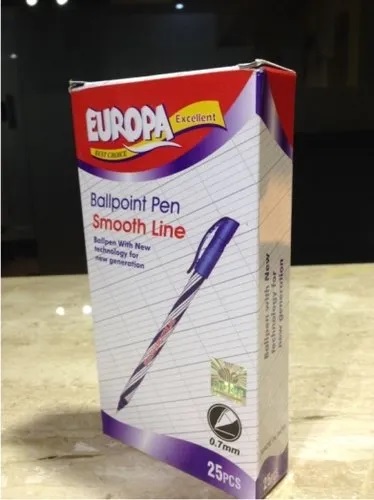 EUROPA
Excellent
BEST CHOICE
Ballpoint Pen
Smooth Line
Ballpen With New
technology for
new generation
0.7mm
25PCS
Ballpen with New
technology for
new generation